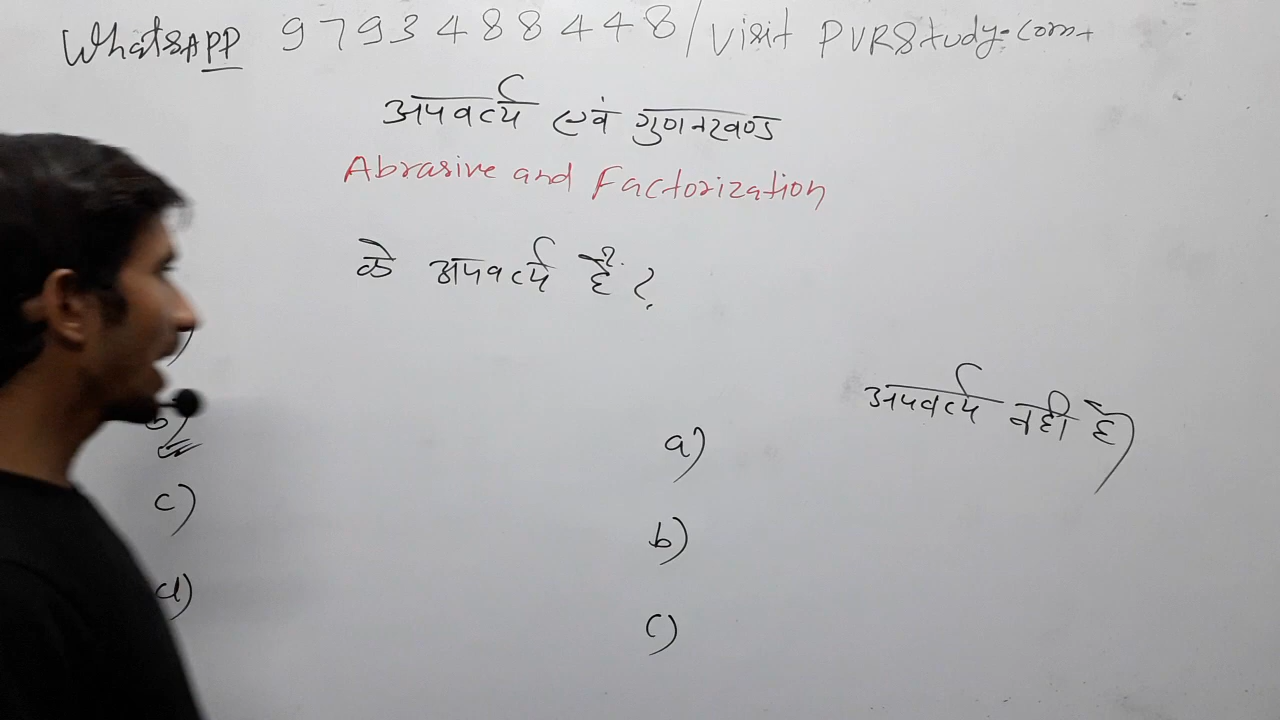 WhatsAPP 9793488448/Visit PVRStudy.com
अपवर्त्य एवं गुणनखण्ड
Abrasive and Factorization
के अपवर्त्य हैं?
अपवर्त्य नहीं है)
b)
a)
c)
b)
d)
c)